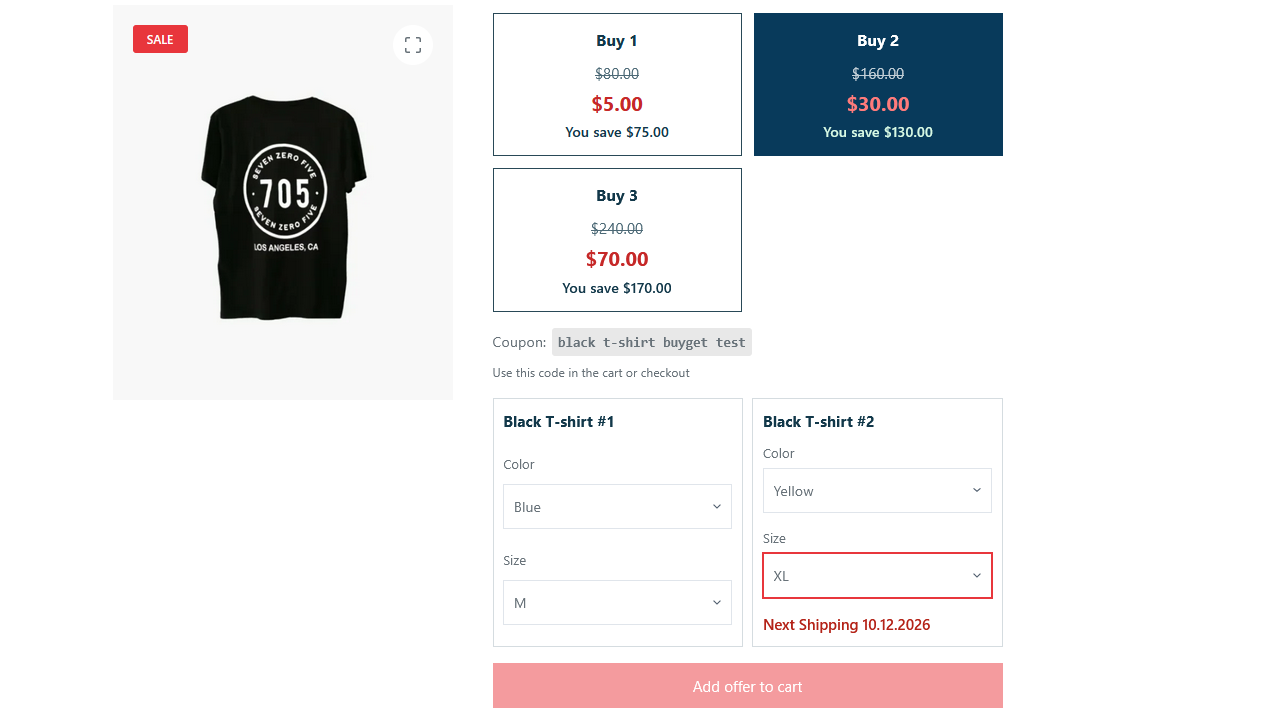 SALE
SEVEN ZERO FIVE
705
SEVEN ZERO FIVE
LOS ANGELES, CA
Buy 1
$80.00
$5.00
You save $75.00
Buy 2
$160.00
$30.00
You save $130.00
Buy 3
$240.00
$70.00
You save $170.00
Coupon: black t-shirt buyget test
Use this code in the cart or checkout
Black T-shirt #1
Color
Blue
Size
M
Black T-shirt #2
Color
Yellow
Size
XL
Next Shipping 10.12.2026
Add offer to cart